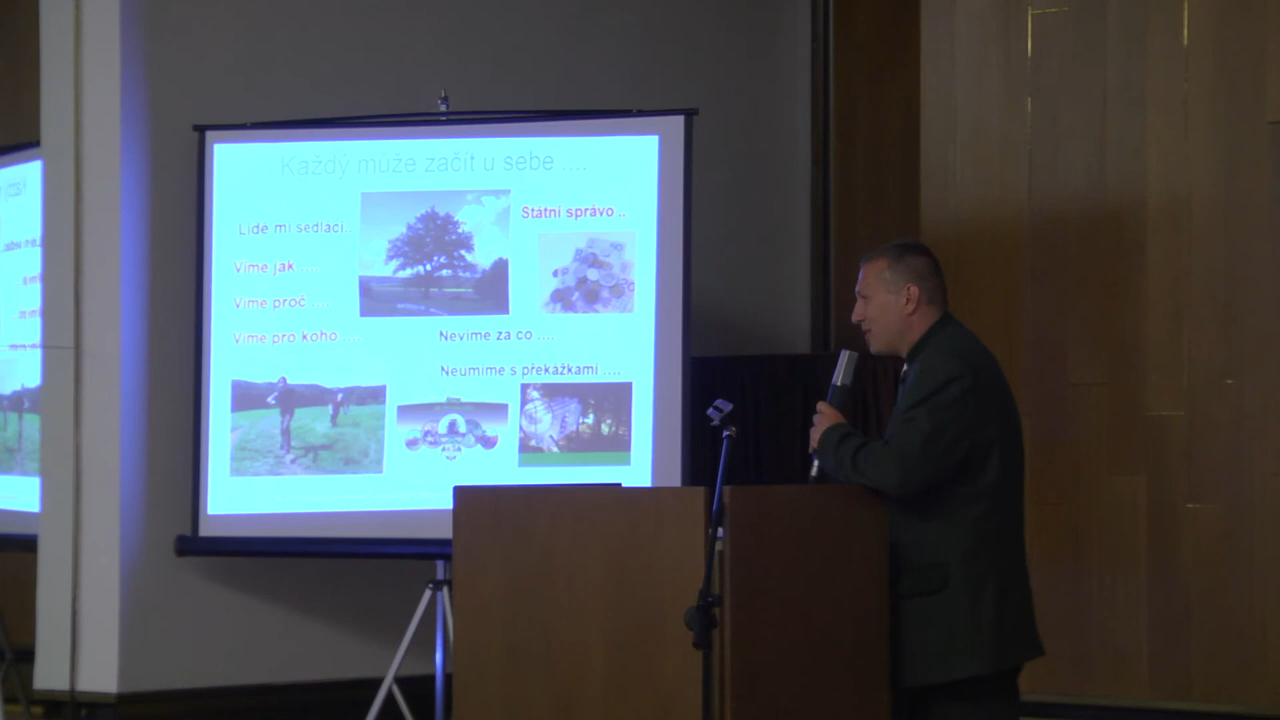 Každý může začít u sebe ....
Lidé mí sedláci..
Víme jak ....
Víme proč ....
Víme pro koho ....
Státní správo ..
Nevíme za co ....
Neumíme s překážkami ....